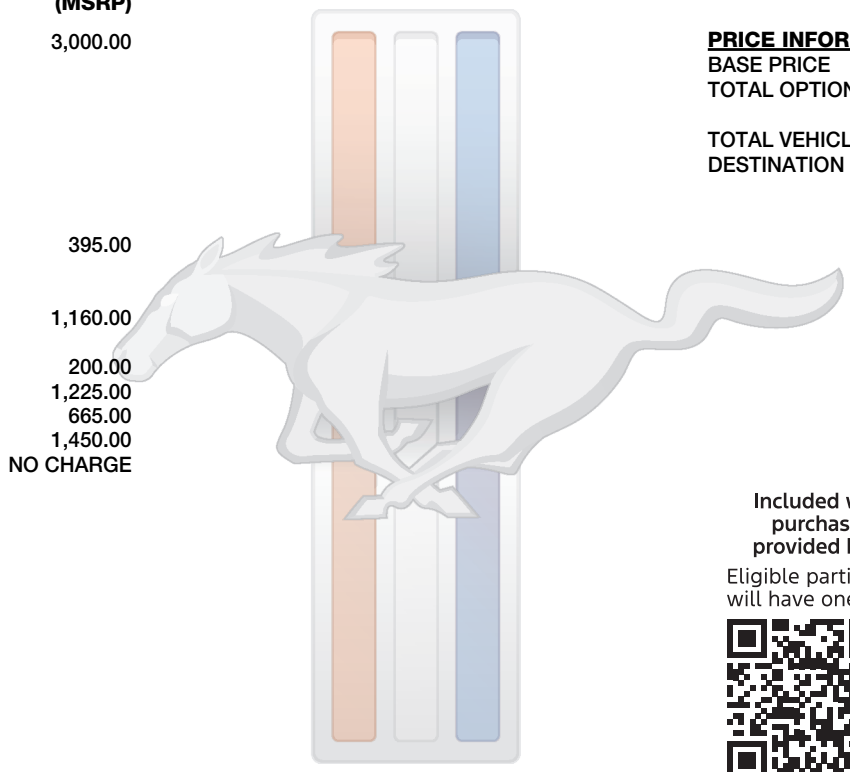 (MSRP)
3,000.00
395.00
1,160.00
200.00
1,225.00
665.00
1,450.00
NO CHARGE
PRICE INFOR
BASE PRICE
TOTAL OPTION
TOTAL VEHICL
DESTINATION
Included w
purchas
provided b
Eligible parti
will have one